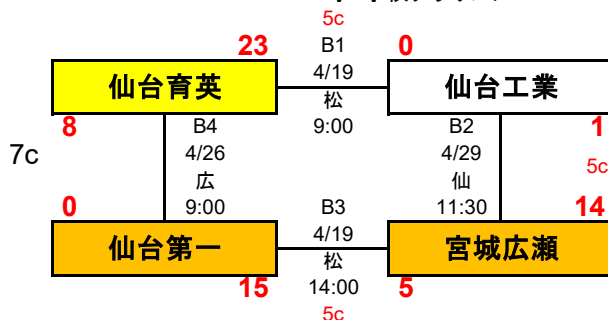 5c
23 B1 0
4/19
仙台育英 仙台工業
松
8 B4 9:00 B2 1
7c 4/26 4/29
広 仙 5c
0 9:00 B3 11:30 14
4/19
仙台第一 宮城広瀬
松
15 14:00 5
5c